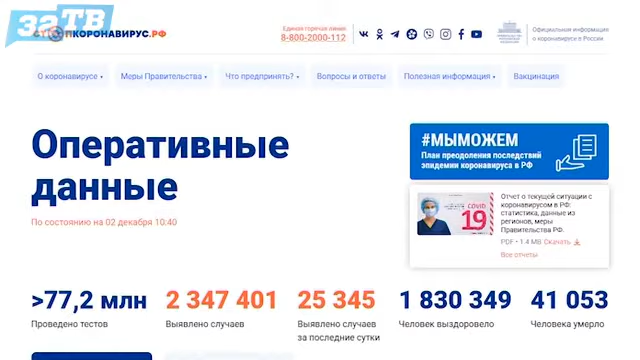 заТВ
СТОПКОРОНАВИРУС.РФ
Единая горячая линия
8-800-2000-112
Официальная информация
о коронавирусе в России
О коронавирусе
Меры Правительства
Что предпринять?
Вопросы и ответы
Полезная информация
Вакцинация
Оперативные
данные
По состоянию на 02 декабря 10:40
#МЫМОЖЕМ
План преодоления последствий
эпидемии коронавируса в РФ
COVID
19
Отчет о текущей ситуации с
коронавирусом в РФ:
статистика, данные из
регионов, меры
Правительства РФ.
PDF • 1.4 MB Скачать
Все отчеты
>77,2 млн
Проведено тестов
2 347 401
Выявлено случаев
25 345
Выявлено случаев
за последние сутки
1 830 349
Человек выздоровело
41 053
Человека умерло